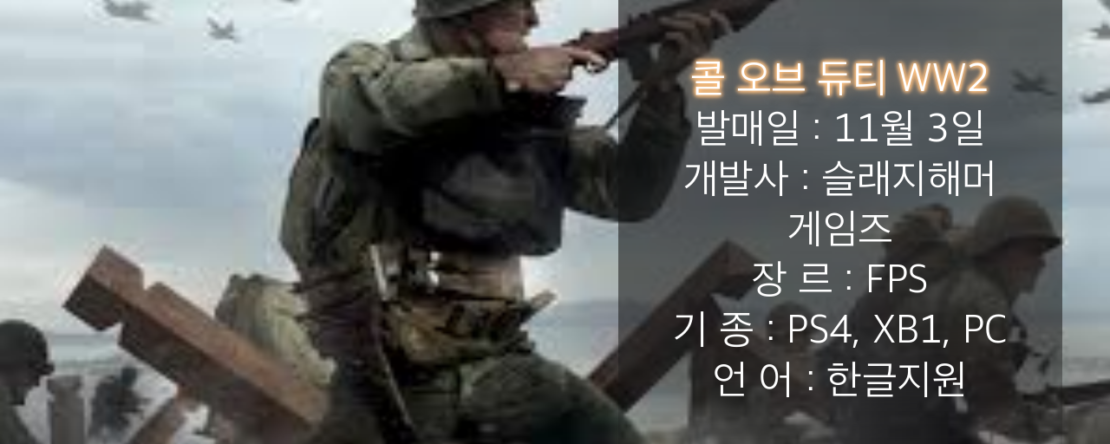 콜 오브 듀티 WW2
발매일 : 11월 3일
개발사 : 슬래지해머
게임즈
장 르 : FPS
기 종 : PS4, XB1, PC
언 어 : 한글지원